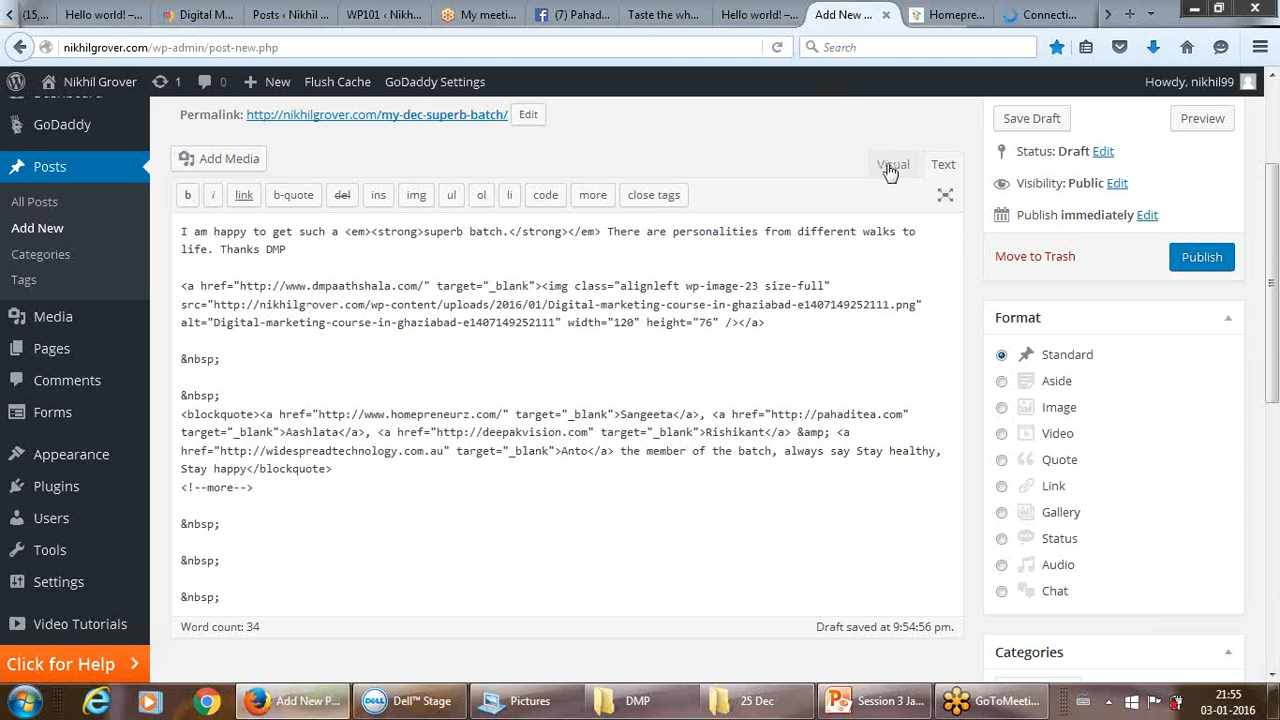 (15,
Hello world! –...
Digital M
Posts ‹ Nikhil ...
WP101 ‹ Nikh...
My meeti...
(7) Pahad...
Taste the wh...
Hello world! –...
Add New ...
Homepre...
Connecti...
nikhilgrover.com/wp-admin/post-new.php
Search
Nikhil Grover
1
0
New
Flush Cache
GoDaddy Settings
Howdy, nikhil99
Dashboard
GoDaddy
Posts
All Posts
Add New
Categories
Tags
Media
Pages
Comments
Forms
Appearance
Plugins
Users
Tools
Settings
Video Tutorials
Click for Help
Permalink: http://nikhilgrover.com/my-dec-superb-batch/ Edit
Add Media
Visual
Text
b
i
link
b-quote
del
ins
img
ul
ol
li
code
more
close tags
I am happy to get such a <em><strong>superb batch.</strong></em> There are personalities from different walks to
life. Thanks DMP
<a href="http://www.dmpaathshala.com/" target="_blank"><img class="alignleft wp-image-23 size-full"
src="http://nikhilgrover.com/wp-content/uploads/2016/01/Digital-marketing-course-in-ghaziabad-e1407149252111.png"
alt="Digital-marketing-course-in-ghaziabad-e1407149252111" width="120" height="76" /></a>
&nbsp;
&nbsp;
<blockquote><a href="http://www.homepreneurz.com/" target="_blank">Sangeeta</a>, <a href="http://pahaditea.com"
target="_blank">Aashlata</a>, <a href="http://deepakvision.com" target="_blank">Rishikant</a> &amp; <a
href="http://widespreadtechnology.com.au" target="_blank">Anto</a> the member of the batch, always say Stay healthy,
Stay happy</blockquote>
<!--more-->
&nbsp;
&nbsp;
&nbsp;
Word count: 34
Draft saved at 9:54:56 pm.
Save Draft
Preview
Status: Draft Edit
Visibility: Public Edit
Publish immediately Edit
Move to Trash
Publish
Format
Standard
Aside
Image
Video
Quote
Link
Gallery
Status
Audio
Chat
Categories
Add New P...
Dell™ Stage
Pictures
DMP
25 Dec
Session 3 Ja...
GoToMeeti...
21:55
03-01-2016